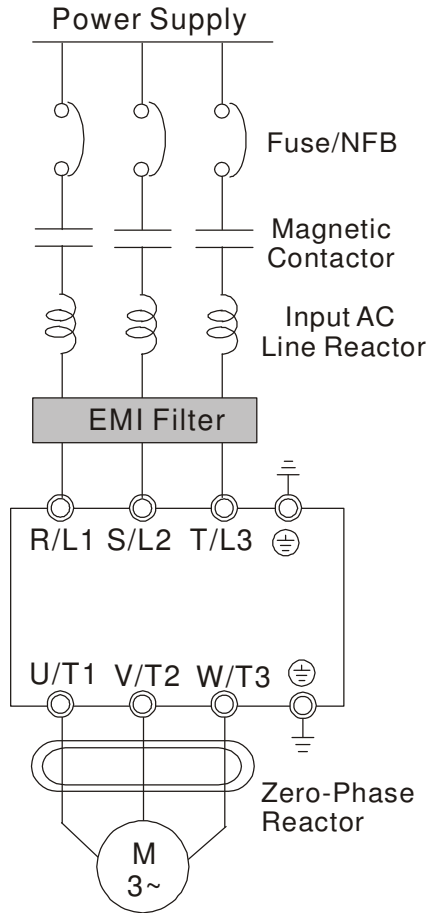 Power Supply
Fuse/NFB
Magnetic
Contactor
Input AC
Line Reactor
EMI Filter
R/L1 S/L2 T/L3
U/T1 V/T2 W/T3
Zero-Phase
Reactor
M
3~